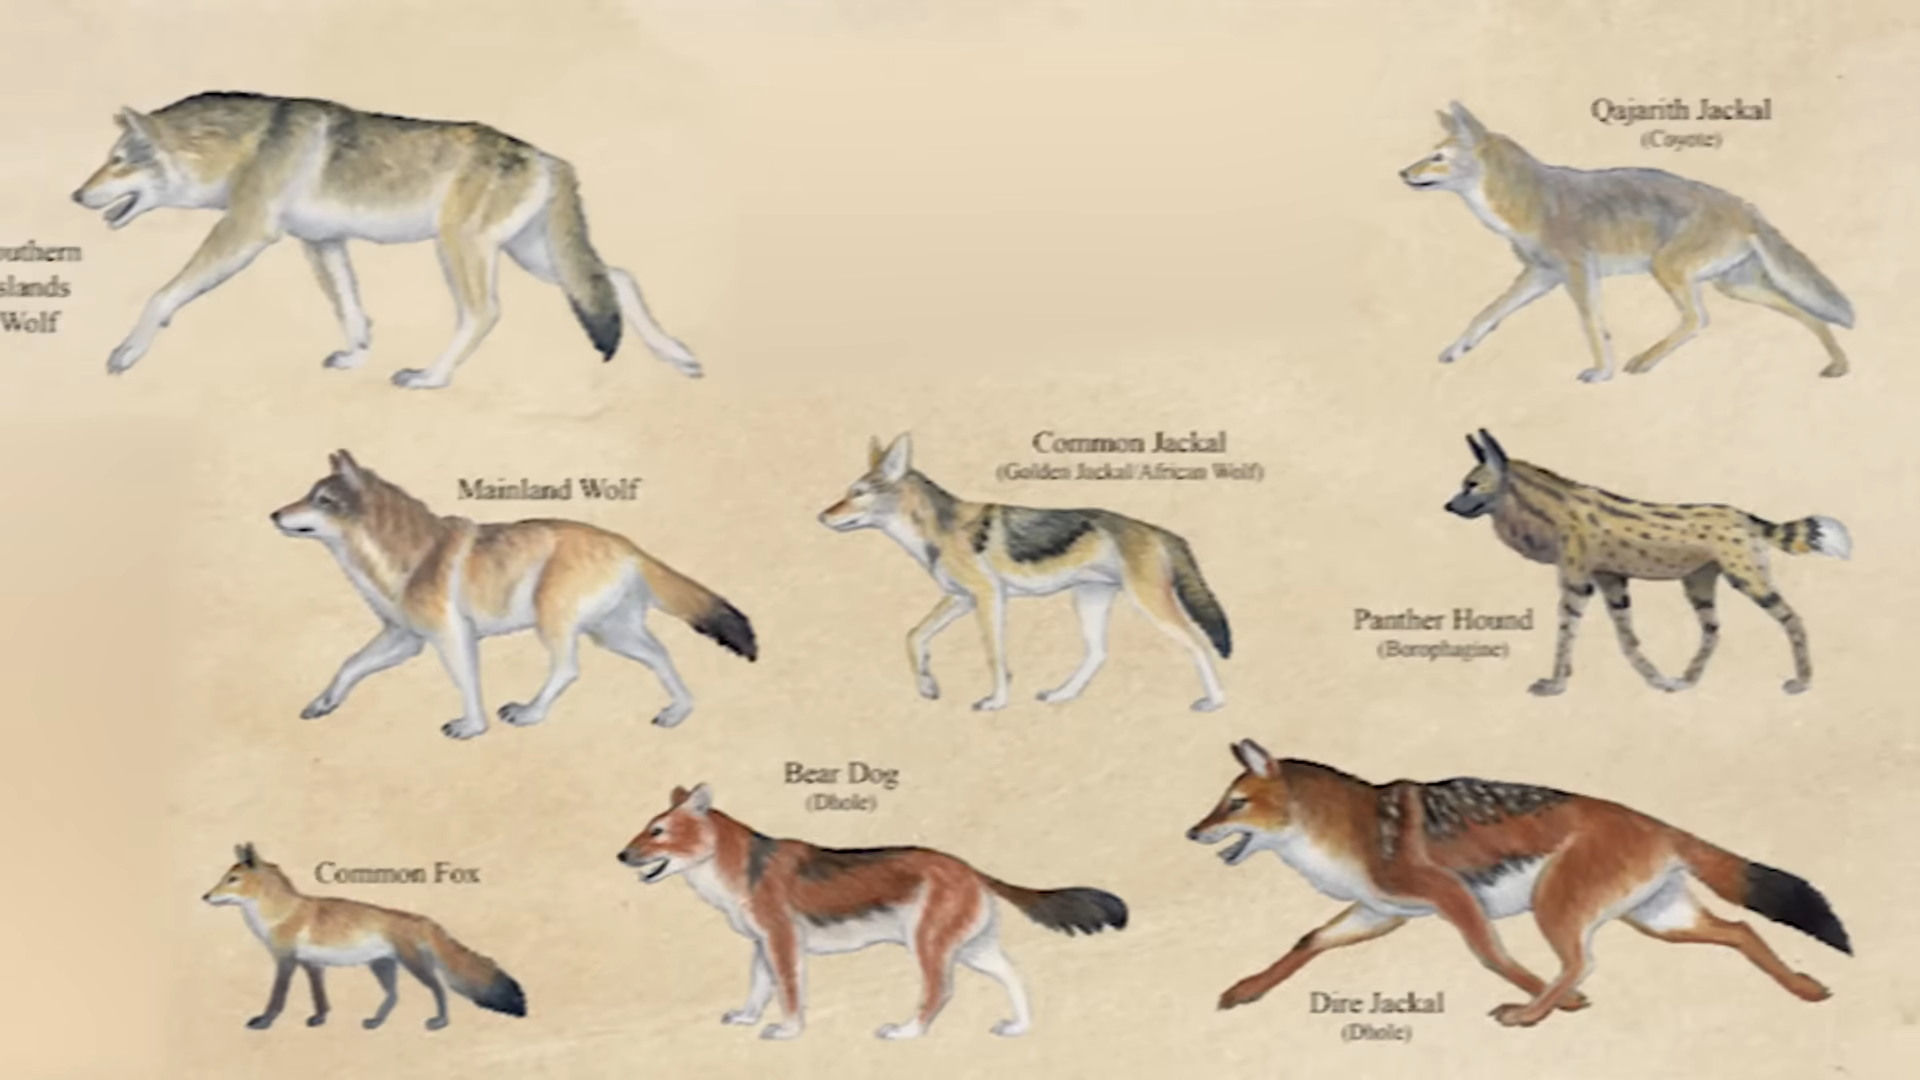 Qajarith Jackal
(Coyote)
outhern
slands
Wolf
Common Jackal
(Golden Jackal/African Wolf)
Mainland Wolf
Panther Hound
(Borophagine)
Bear Dog
(Dhole)
Common Fox
Dire Jackal
(Dhole)